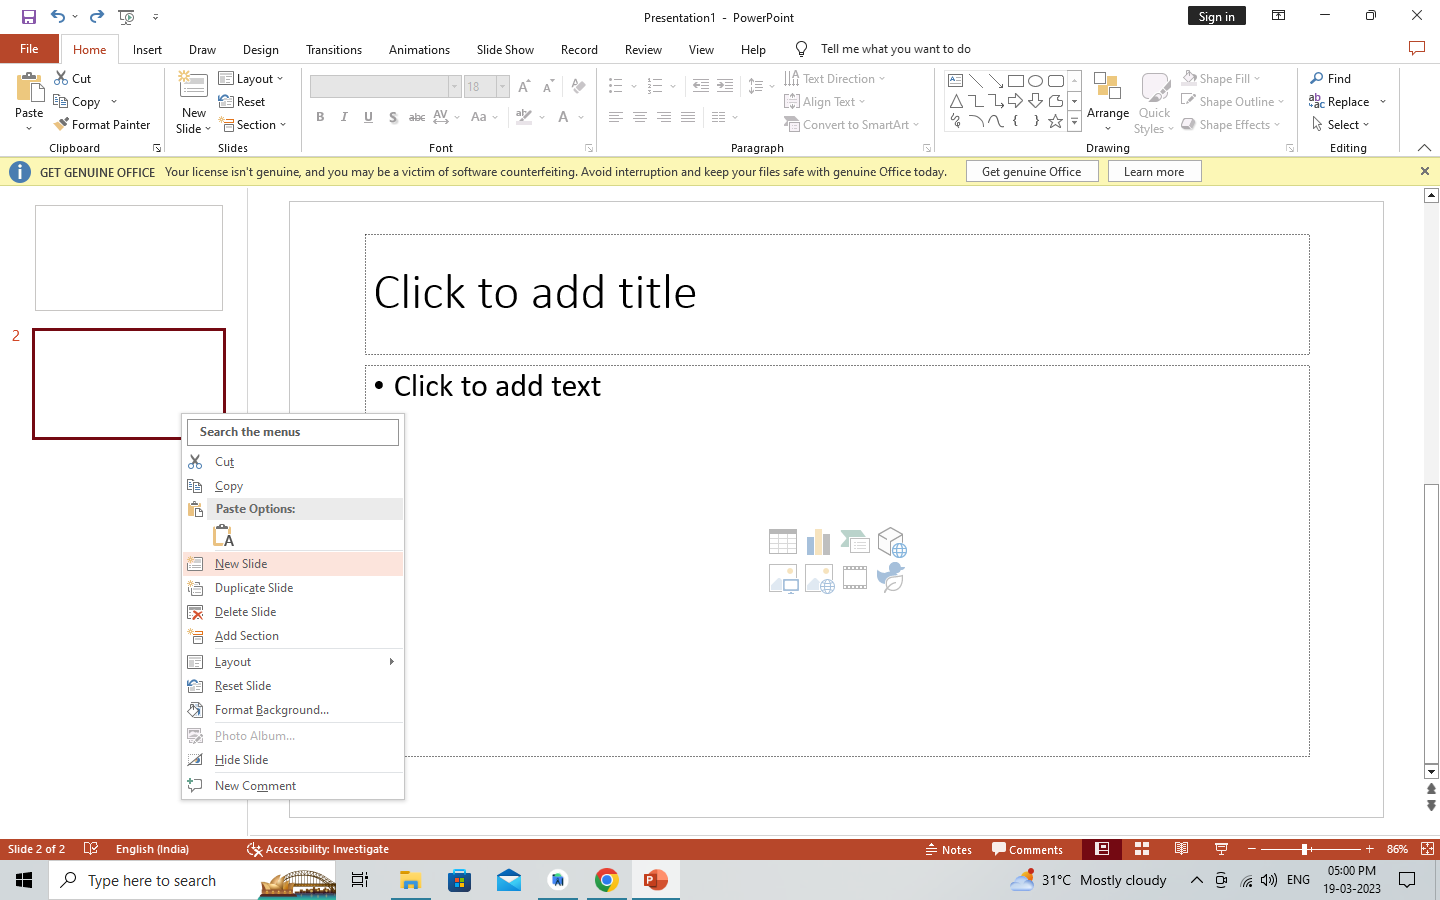 Presentation1 - PowerPoint
Sign in
File Home Insert Draw Design Transitions Animations Slide Show Record Review View Help Tell me what you want to do
Paste
Cut
Copy
Format Painter
Clipboard
New Slide
Layout
Reset
Section
Slides
18
B I U S abc AV Aa A
Font
Text Direction
Align Text
Convert to SmartArt
Paragraph
Arrange
Quick Styles
Shape Fill
Shape Outline
Shape Effects
Drawing
Find
Replace
Select
Editing
GET GENUINE OFFICE Your license isn't genuine, and you may be a victim of software counterfeiting. Avoid interruption and keep your files safe with genuine Office today. Get genuine Office Learn more
2
Click to add title
• Click to add text
Search the menus
Cut
Copy
Paste Options:
New Slide
Duplicate Slide
Delete Slide
Add Section
Layout
Reset Slide
Format Background...
Photo Album...
Hide Slide
New Comment
Slide 2 of 2 English (India) Accessibility: Investigate Notes Comments 86%
Type here to search
31°C Mostly cloudy ENG
05:00 PM
19-03-2023